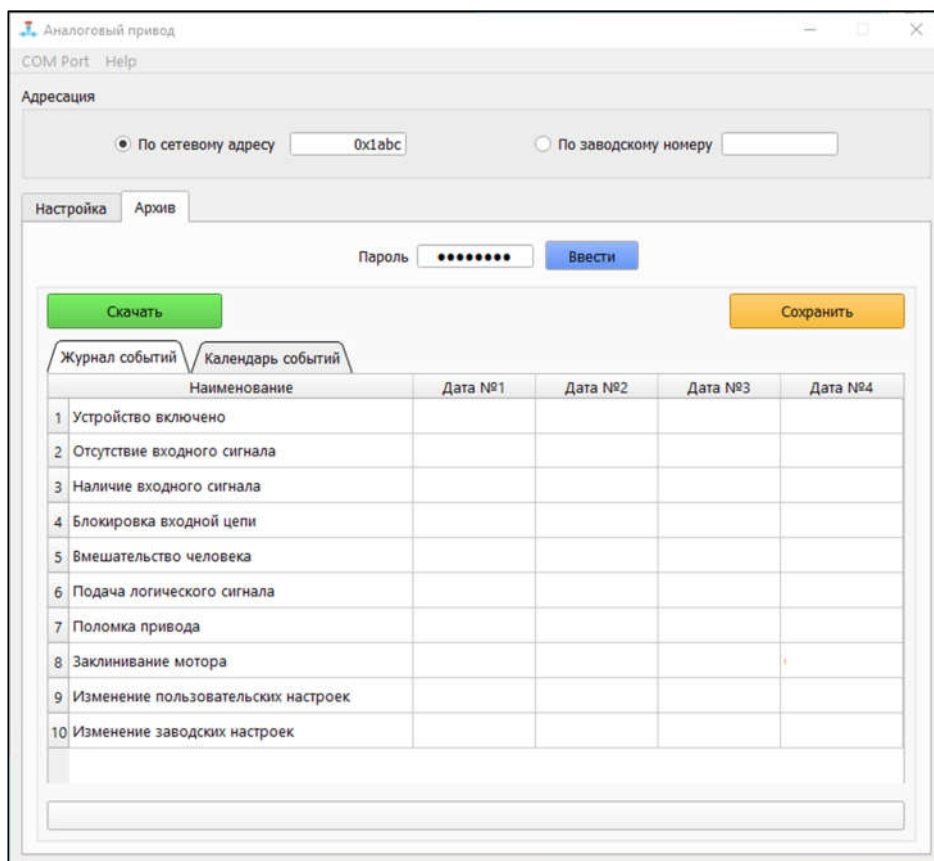 Аналоговый привод
COM Port Help
Адресация
По сетевому адресу 0x1abc По заводскому номеру
Настройка Архив
Пароль ●●●●●●●● Ввести
Скачать Сохранить
Журнал событий Календарь событий
Наименование Дата №1 Дата №2 Дата №3 Дата №4
1 Устройство включено
2 Отсутствие входного сигнала
3 Наличие входного сигнала
4 Блокировка входной цепи
5 Вмешательство человека
6 Подача логического сигнала
7 Поломка привода
8 Заклинивание мотора
9 Изменение пользовательских настроек
10 Изменение заводских настроек